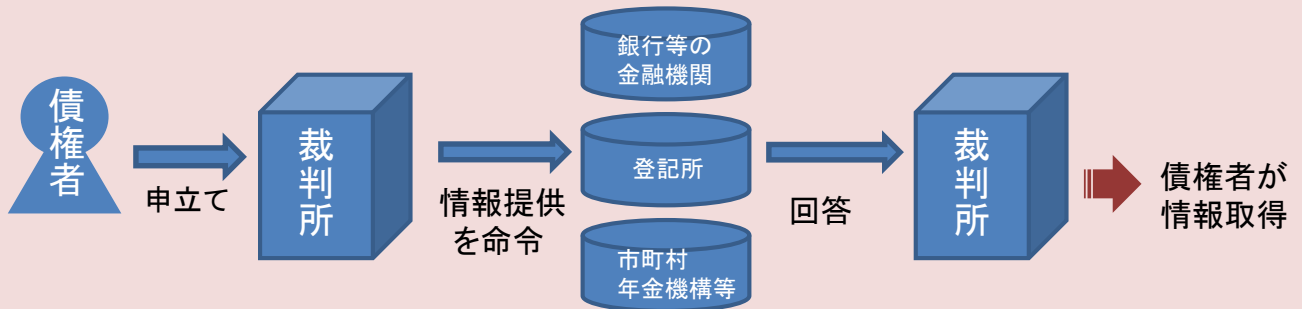 債権者
申立て
裁判所
情報提供
を命令
銀行等の
金融機関
登記所
市町村
年金機構等
回答
裁判所
債権者が
情報取得